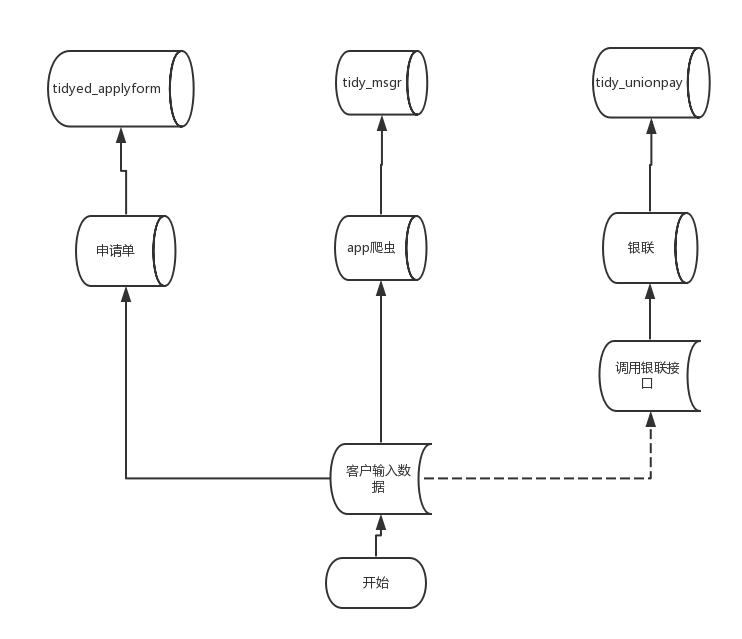 tidyed_applyform
tidy_msgr
tidy_unionpay
申请单
app爬虫
银联
调用银联接
口
客户输入数
据
开始